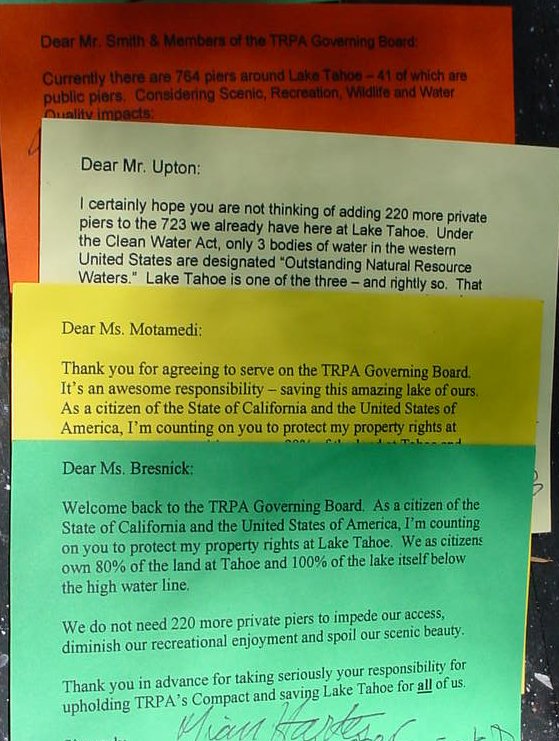 Dear Mr. Smith & Members of the TRPA Governing Board:
Currently there are 764 piers around Lake Tahoe – 41 of which are
public piers. Considering Scenic, Recreation, Wildlife and Water
Quality impacts:
Dear Mr. Upton:
I certainly hope you are not thinking of adding 220 more private
piers to the 723 we already have here at Lake Tahoe. Under
the Clean Water Act, only 3 bodies of water in the western
United States are designated “Outstanding Natural Resource
Waters.” Lake Tahoe is one of the three – and rightly so. That
Dear Ms. Motamedi:
Thank you for agreeing to serve on the TRPA Governing Board.
It’s an awesome responsibility – saving this amazing lake of ours.
As a citizen of the State of California and the United States of
America, I’m counting on you to protect my property rights at
Dear Ms. Bresnick:
Welcome back to the TRPA Governing Board. As a citizen of the
State of California and the United States of America, I’m counting
on you to protect my property rights at Lake Tahoe. We as citizens
own 80% of the land at Tahoe and 100% of the lake itself below
the high water line.
We do not need 220 more private piers to impede our access,
diminish our recreational enjoyment and spoil our scenic beauty.
Thank you in advance for taking seriously your responsibility for
upholding TRPA’s Compact and saving Lake Tahoe for all of us.